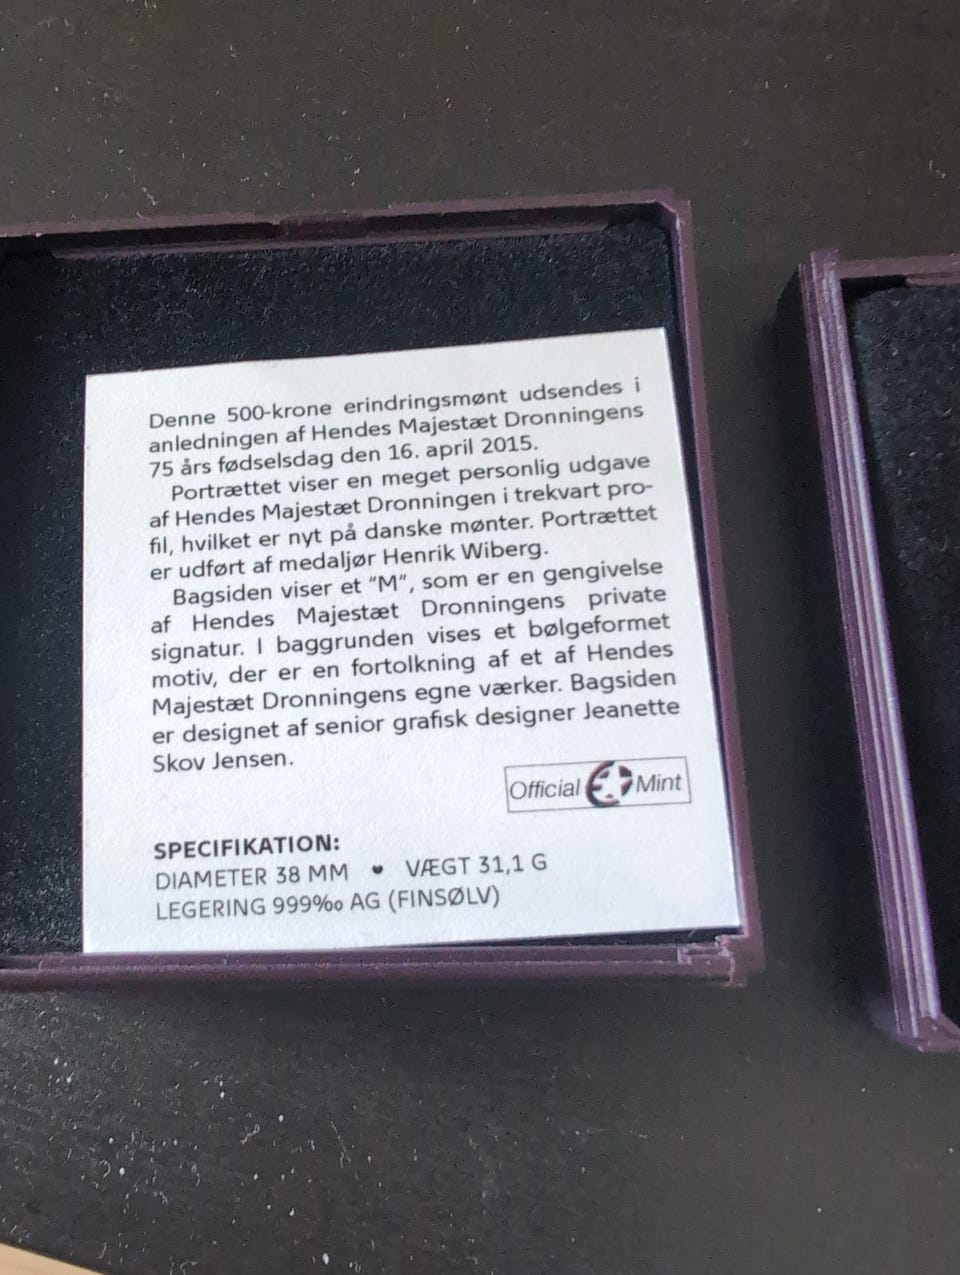 Denne 500-krone erindringsmønt udsendes i
anledningen af Hendes Majestæt Dronningens
75 års fødselsdag den 16. april 2015.
Portrættet viser en meget personlig udgave
af Hendes Majestæt Dronningen i trekvart pro-
fil, hvilket er nyt på danske mønter. Portrættet
er udført af medaljør Henrik Wiberg.
Bagsiden viser et "M", som er en gengivelse
af Hendes Majestæt Dronningens private
signatur. I baggrunden vises et bølgeformet
motiv, der er en fortolkning af et af Hendes
Majestæt Dronningens egne værker. Bagsiden
er designet af senior grafisk designer Jeanette
Skov Jensen.
Official Mint
SPECIFIKATION:
DIAMETER 38 MM ♥ VÆGT 31,1 G
LEGERING 999‰ AG (FINSØLV)